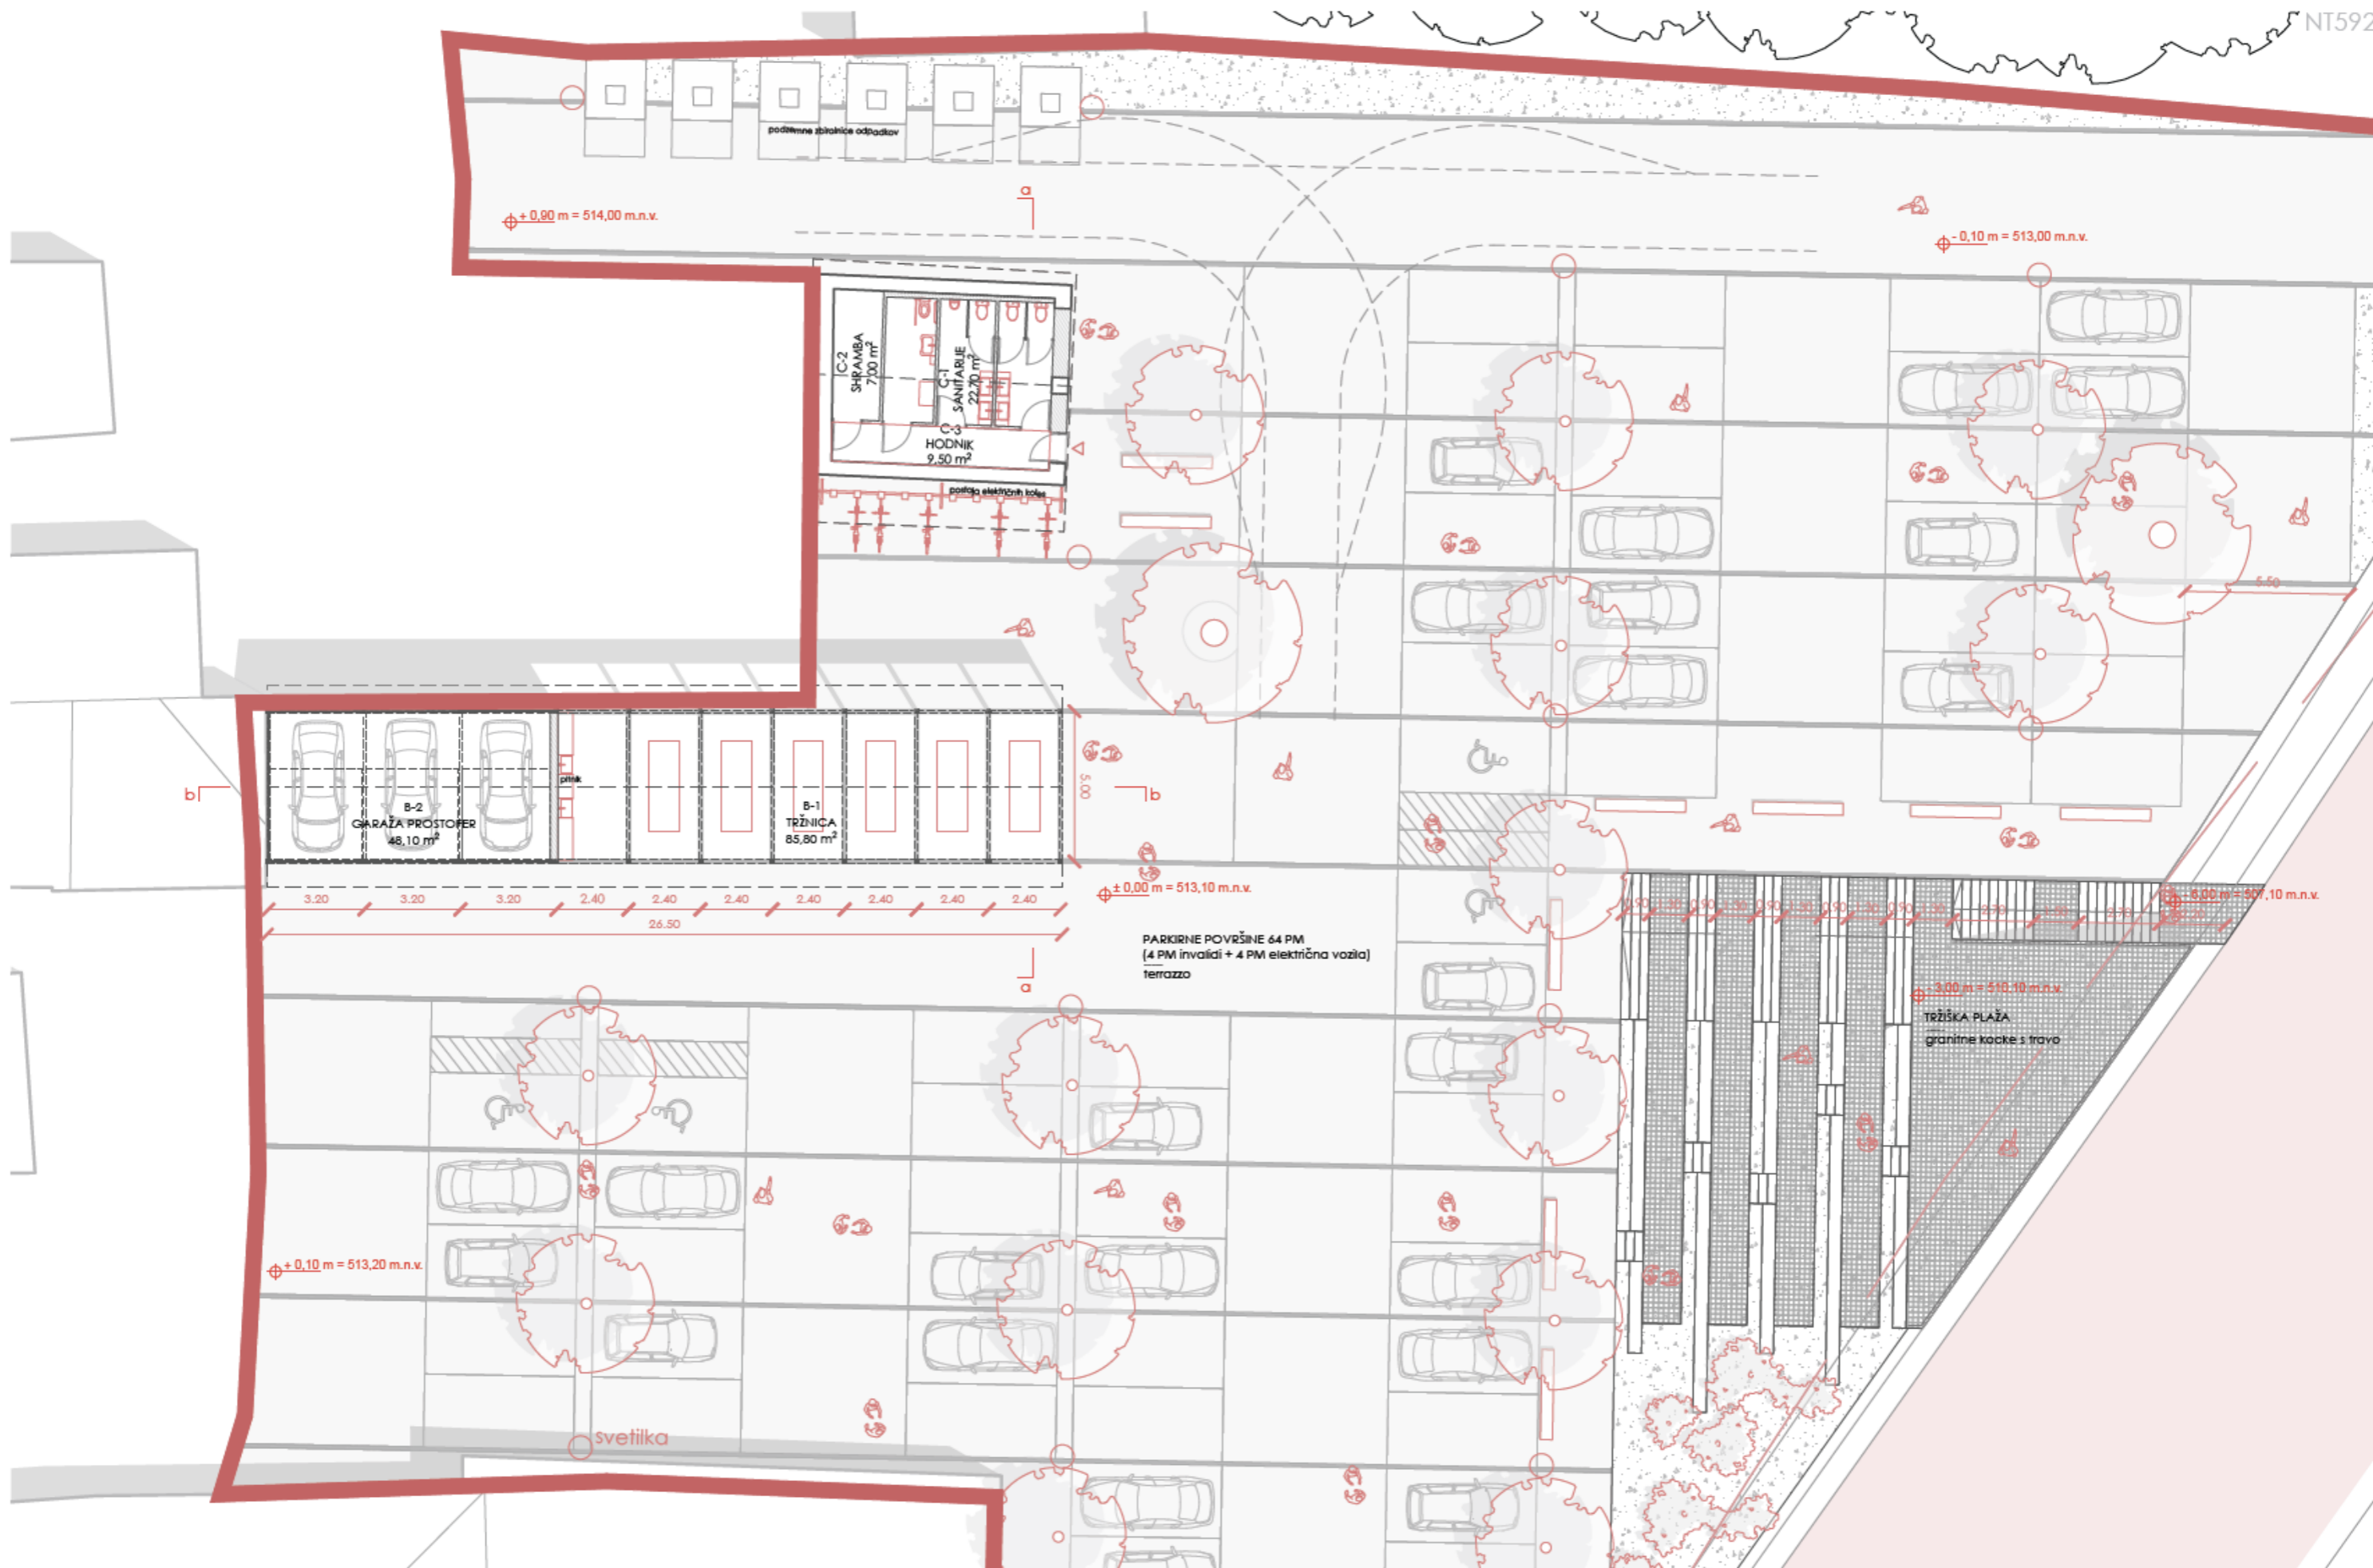 NT592
podzemne zbiralnice odpadkov
a
+ 0,90 m = 514,00 m.n.v.
- 0,10 m = 513,00 m.n.v.
C-2
SHRAMBA
7,00 m²
C-1
SANITARIJE
22,70 m²
C-3
HODNIK
9,50 m²
postaja električnih koles
5.50
b
pitnik
B-2
GARAŽA PROSTOFER
48,10 m²
B-1
TRŽNICA
85,80 m²
5.00
b
± 0,00 m = 513,10 m.n.v.
- 6,00 m = 507,10 m.n.v.
3.20 3.20 3.20 2.40 2.40 2.40 2.40 2.40 2.40 2.40
26.50
PARKIRNE POVRŠINE 64 PM
(4 PM invalidi + 4 PM električna vozila)
terrazzo
a
- 3,00 m = 510,10 m.n.v.
TRŽIŠKA PLAŽA
granitne kocke s travo
+ 0,10 m = 513,20 m.n.v.
svetilka